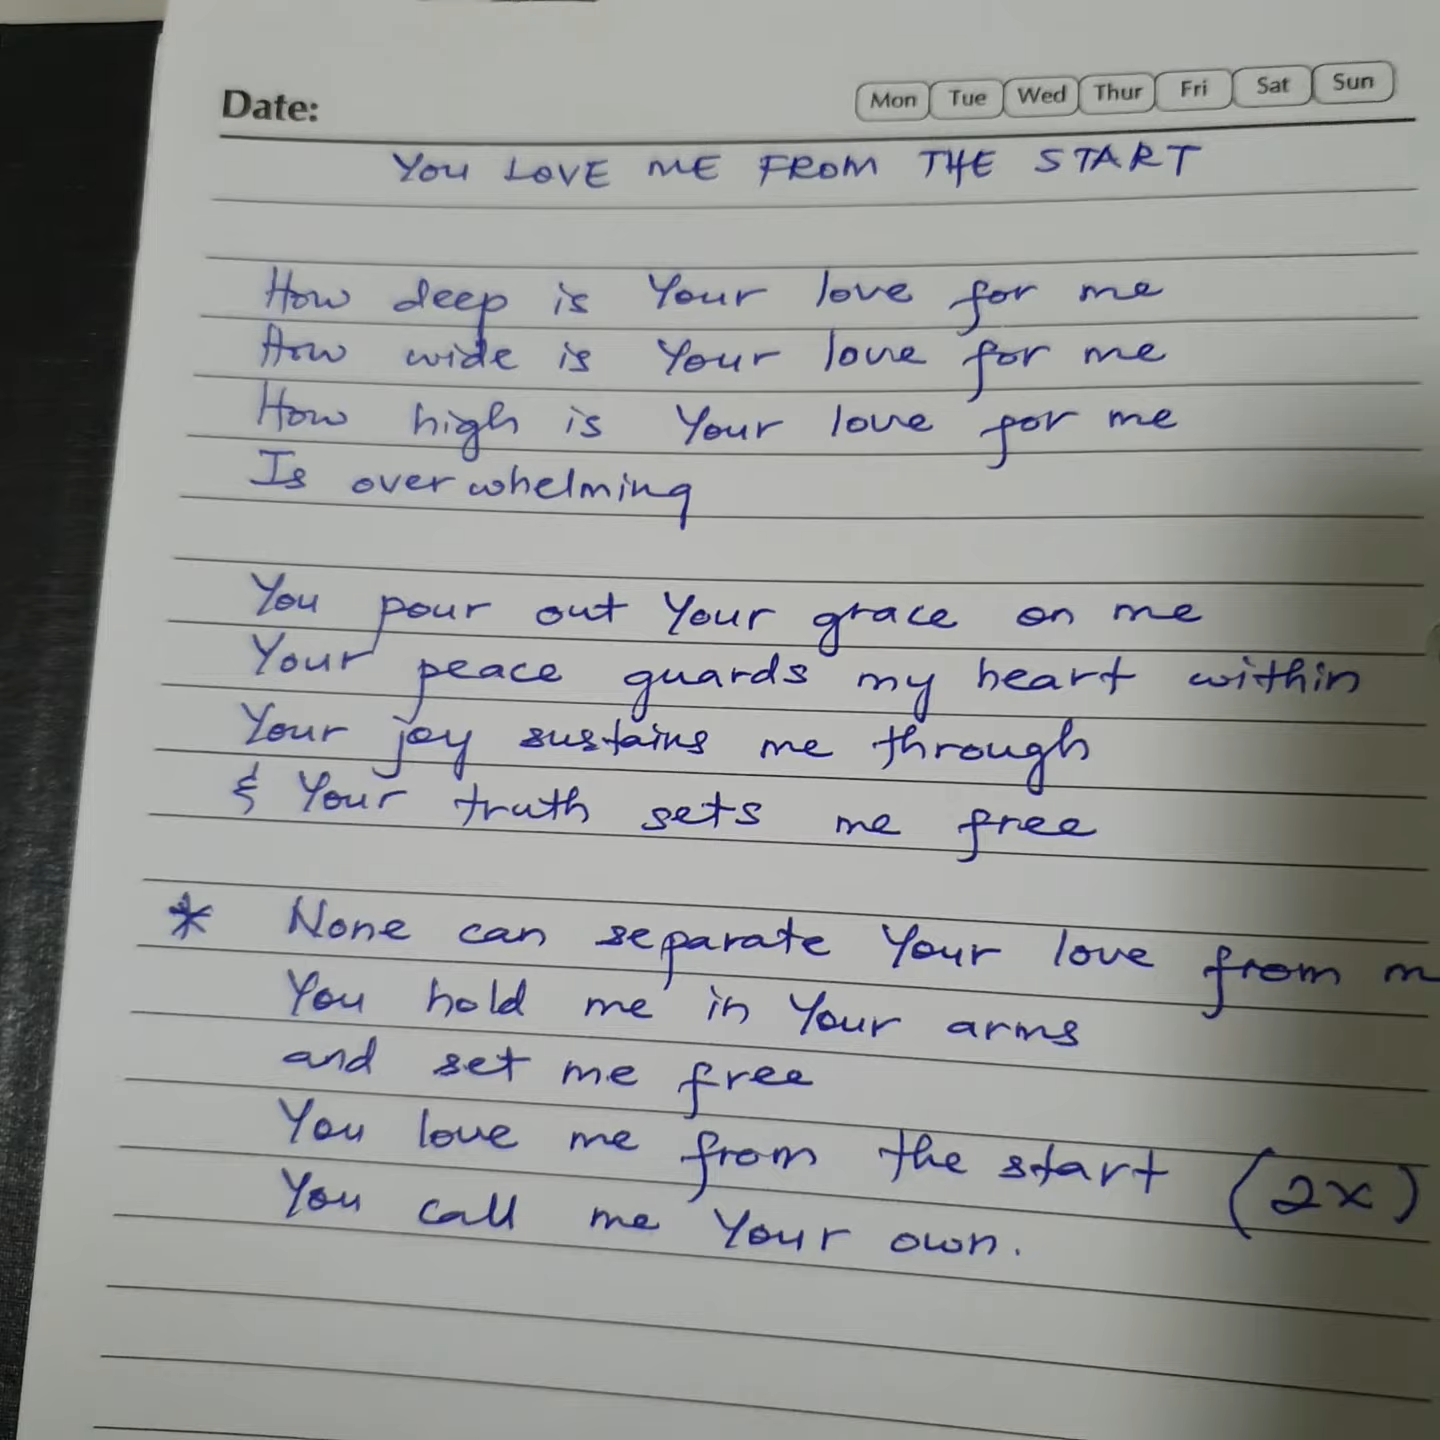 Date: Mon Tue Wed Thur Fri Sat Sun
YOU LOVE ME FROM THE START
How deep is Your love for me
How wide is Your love for me
How high is Your love for me
Is overwhelming
You pour out Your grace on me
Your peace guards my heart within
Your joy sustains me through
& Your truth sets me free
* None can separate Your love from m
You hold me in Your arms
and set me free
You love me from the start (2x)
You call me Your own.